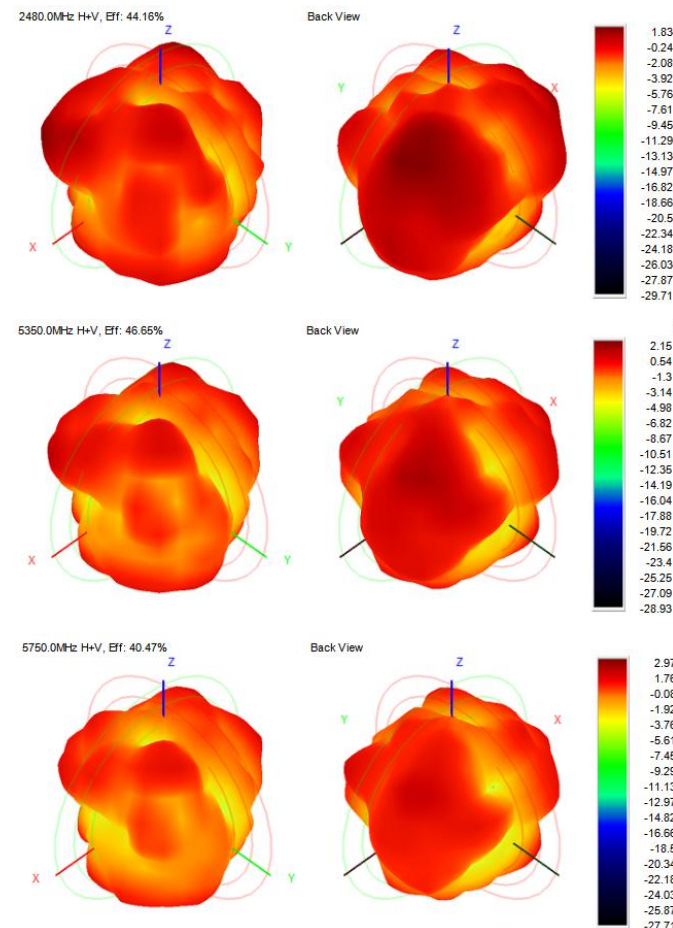 2480.0MHz H+V, Eff: 44.16%
Back View
Z
Z
Y
X
X
Y
1.83
-0.24
-2.08
-3.92
-5.76
-7.61
-9.45
-11.29
-13.13
-14.97
-16.82
-18.66
-20.5
-22.34
-24.18
-26.03
-27.87
-29.71
5350.0MHz H+V, Eff: 46.65%
Back View
Z
Z
Y
X
X
Y
2.15
0.54
-1.3
-3.14
-4.98
-6.82
-8.67
-10.51
-12.35
-14.19
-16.04
-17.88
-19.72
-21.56
-23.4
-25.25
-27.09
-28.93
5750.0MHz H+V, Eff: 40.47%
Back View
Z
Z
Y
X
X
Y
2.97
1.76
-0.08
-1.92
-3.76
-5.61
-7.45
-9.29
-11.13
-12.97
-14.82
-16.66
-18.5
-20.34
-22.18
-24.03
-25.87
-27.71